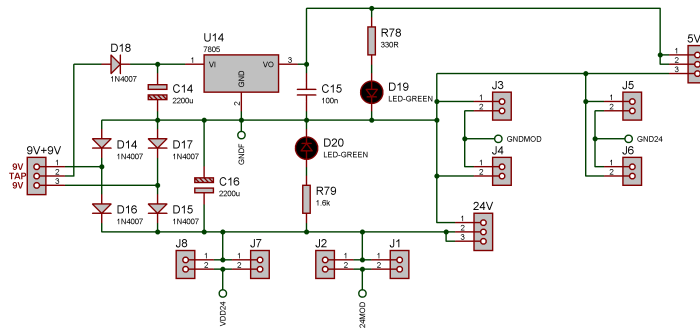 R78
330R
5V
1
2
3
D18
1N4007
U14
7805
1
VI
VO
3
GND
2
C14
2200u
C15
100n
D19
LED-GREEN
J3
1
2
J5
1
2
GNDMOD
GND24
J4
1
2
J6
1
2
9V+9V
9V
1
TAP
2
9V
3
D14
1N4007
D17
1N4007
GNDF
D20
LED-GREEN
C16
2200u
R79
1.6k
D16
1N4007
D15
1N4007
24V
1
2
3
J8
1
2
J7
1
2
J2
1
2
J1
1
2
VDD24
24MOD